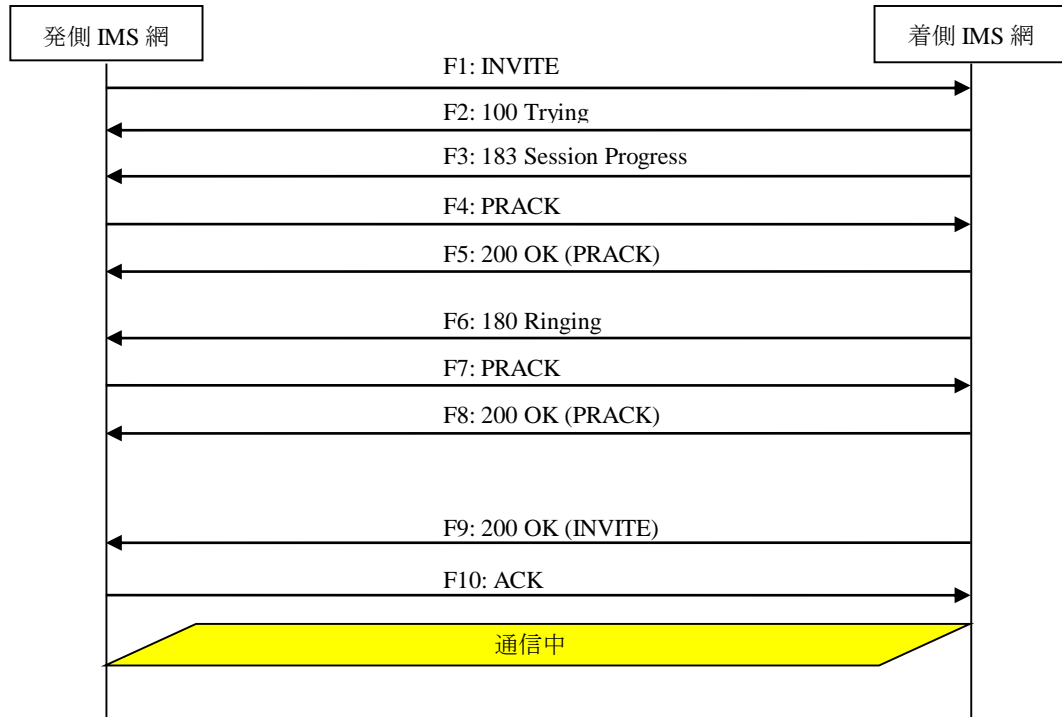 発側 IMS 網
着側 IMS 網
F1: INVITE
F2: 100 Trying
F3: 183 Session Progress
F4: PRACK
F5: 200 OK (PRACK)
F6: 180 Ringing
F7: PRACK
F8: 200 OK (PRACK)
F9: 200 OK (INVITE)
F10: ACK
通信中